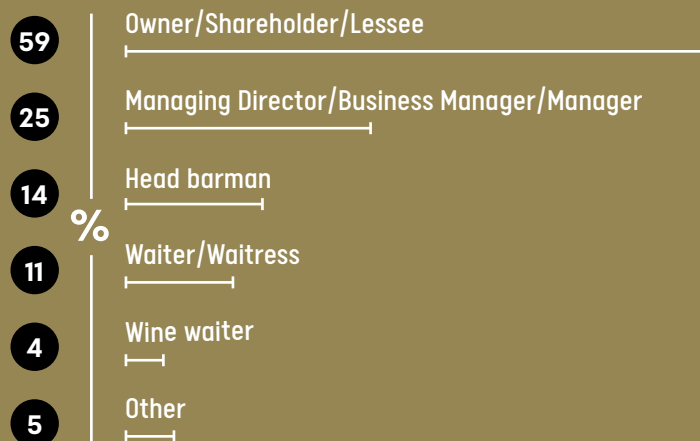 59 Owner/Shareholder/Lessee
25 Managing Director/Business Manager/Manager
14 Head barman
%
11 Waiter/Waitress
4 Wine waiter
5 Other